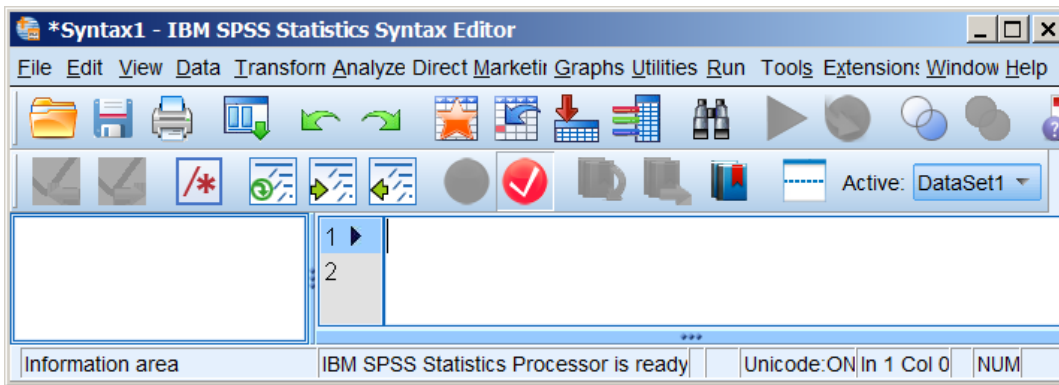 *Syntax1 - IBM SPSS Statistics Syntax Editor
File Edit View Data Transforn Analyze Direct Marketir Graphs Utilities Run Tools Extension: Window Help
/* Active: DataSet1
1
2
Information area IBM SPSS Statistics Processor is ready Unicode:ON In 1 Col 0 NUM